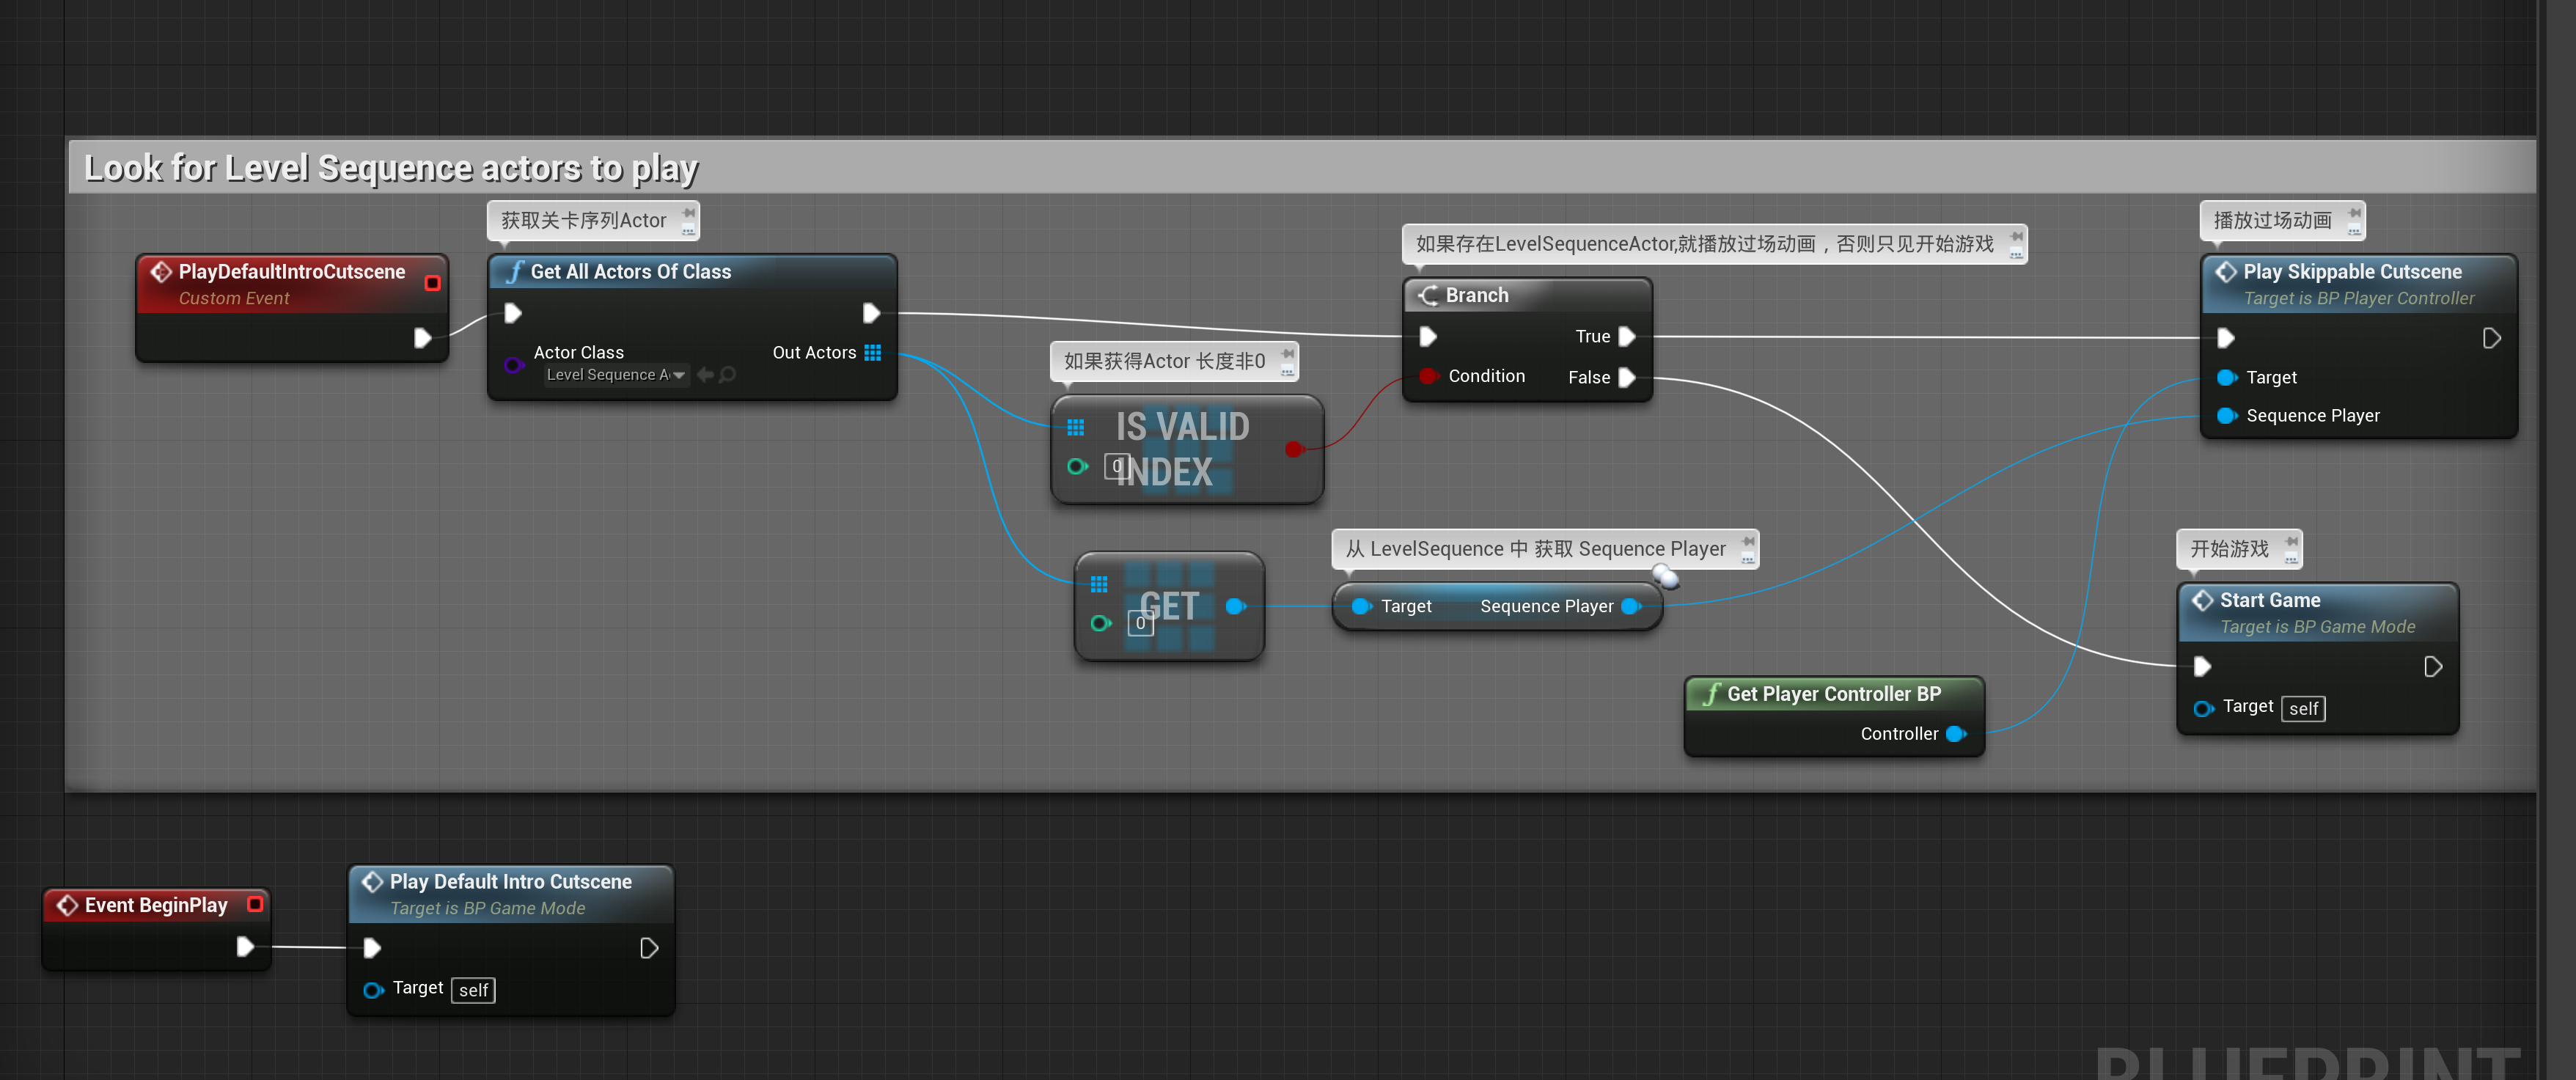 Look for Level Sequence actors to play
获取关卡序列Actor
播放过场动画
如果存在LevelSequenceActor,就播放过场动画，否则只见开始游戏
PlayDefaultIntroCutscene
Custom Event
Get All Actors Of Class
Actor Class
Level Sequence A
Out Actors
Branch
True
Condition
False
Play Skippable Cutscene
Target is BP Player Controller
Target
Sequence Player
如果获得Actor 长度非0
IS VALID
INDEX
0
从 LevelSequence 中 获取 Sequence Player
开始游戏
GET
0
Target
Sequence Player
Start Game
Target is BP Game Mode
Target self
Get Player Controller BP
Controller
Event BeginPlay
Play Default Intro Cutscene
Target is BP Game Mode
Target self
BLUEPRINT